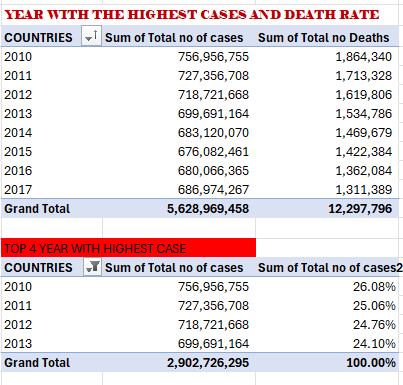 YEAR WITH THE HIGHEST CASES AND DEATH RATE
COUNTRIES Sum of Total no of cases Sum of Total no Deaths
2010 756,956,755 1,864,340
2011 727,356,708 1,713,328
2012 718,721,668 1,619,806
2013 699,691,164 1,534,786
2014 683,120,070 1,469,679
2015 676,082,461 1,422,384
2016 680,066,365 1,362,084
2017 686,974,267 1,311,389
Grand Total 5,628,969,458 12,297,796
TOP 4 YEAR WITH HIGHEST CASE
COUNTRIES Sum of Total no of cases Sum of Total no of cases2
2010 756,956,755 26.08%
2011 727,356,708 25.06%
2012 718,721,668 24.76%
2013 699,691,164 24.10%
Grand Total 2,902,726,295 100.00%